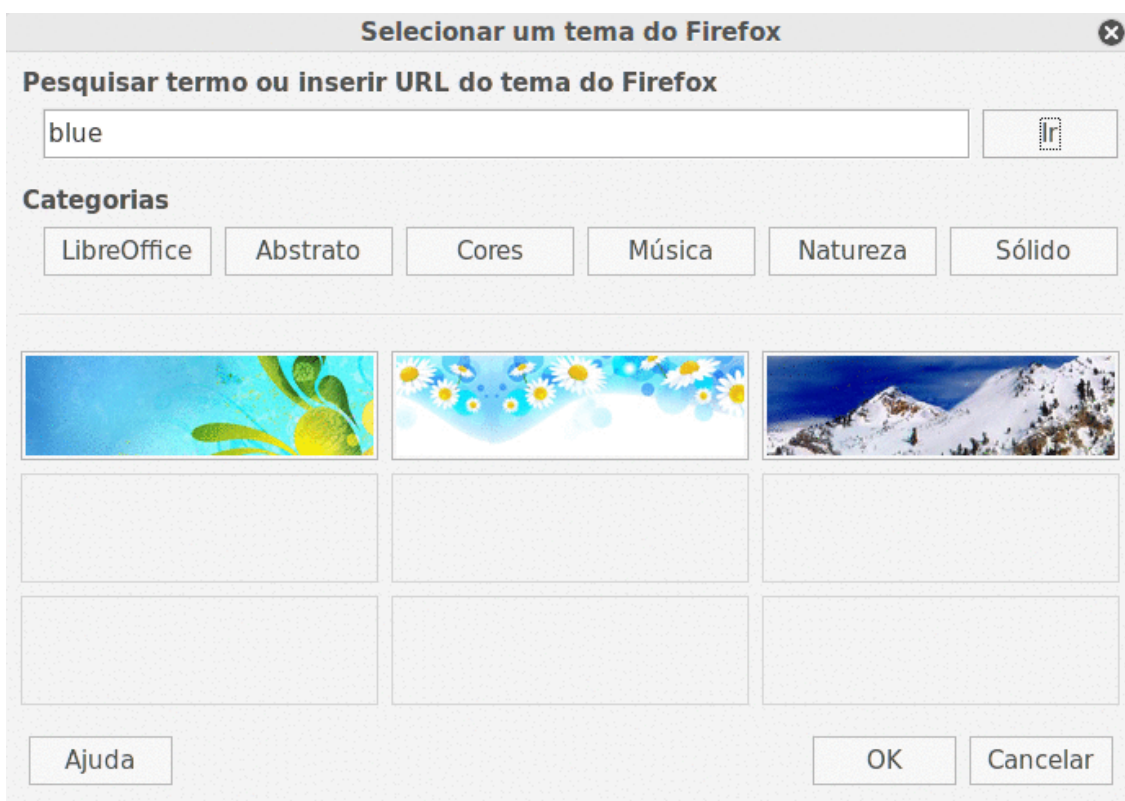 Selecionar um tema do Firefox
Pesquisar termo ou inserir URL do tema do Firefox
blue Ir
Categorias
LibreOffice Abstrato Cores Música Natureza Sólido
Ajuda OK Cancelar